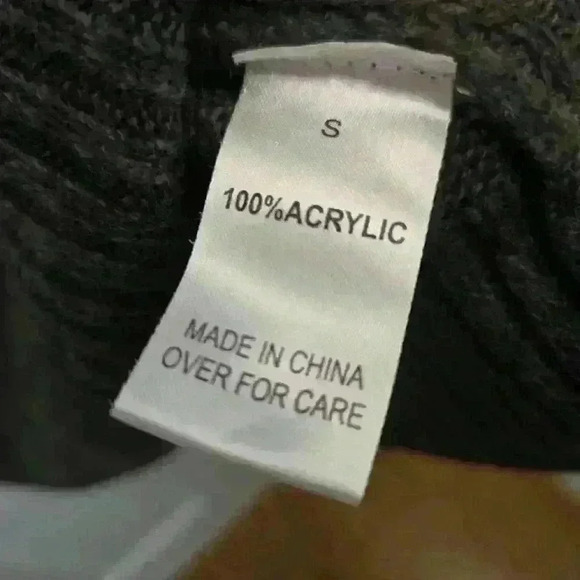 S
100%ACRYLIC
MADE IN CHINA
OVER FOR CARE